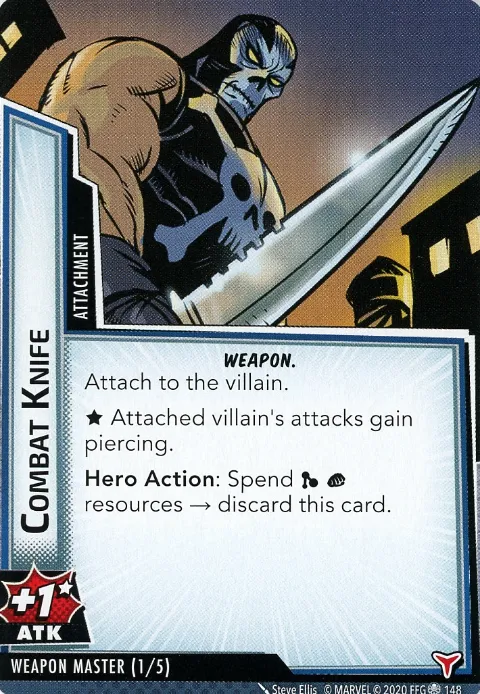 WEAPON.
Attach to the villain.
★ Attached villain's attacks gain
piercing.
Hero Action: Spend
resources → discard this card.
ATTACHMENT
COMBAT KNIFE
+1★
ATK
WEAPON MASTER (1/5)
Steve Ellis © MARVEL © 2020 FFG 148